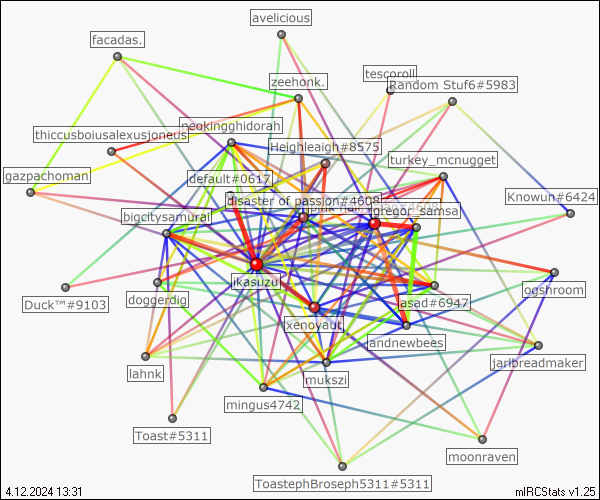 avelicious
facadas.
tescoroll
zeehonk.
Random Stuf6#5983
thiccusboiusalexusjoneus
neokingghidorah
Heighleaigh#8575
turkey_mcnugget
gazpachoman
default#0617
disaster of passion#4608
Knowun#6424
bigcitysamurai
gregor_samsa
ikasuzu
doggerdig
ogshroom
Duck™#9103
asad#6947
xenovaut
andnewbees
lahnk
mukszi
jarlbreadmaker
mingus4742
Toast#5311
moonraven
ToastephBroseph5311#5311
4.12.2024 13:31
mIRCStats v1.25